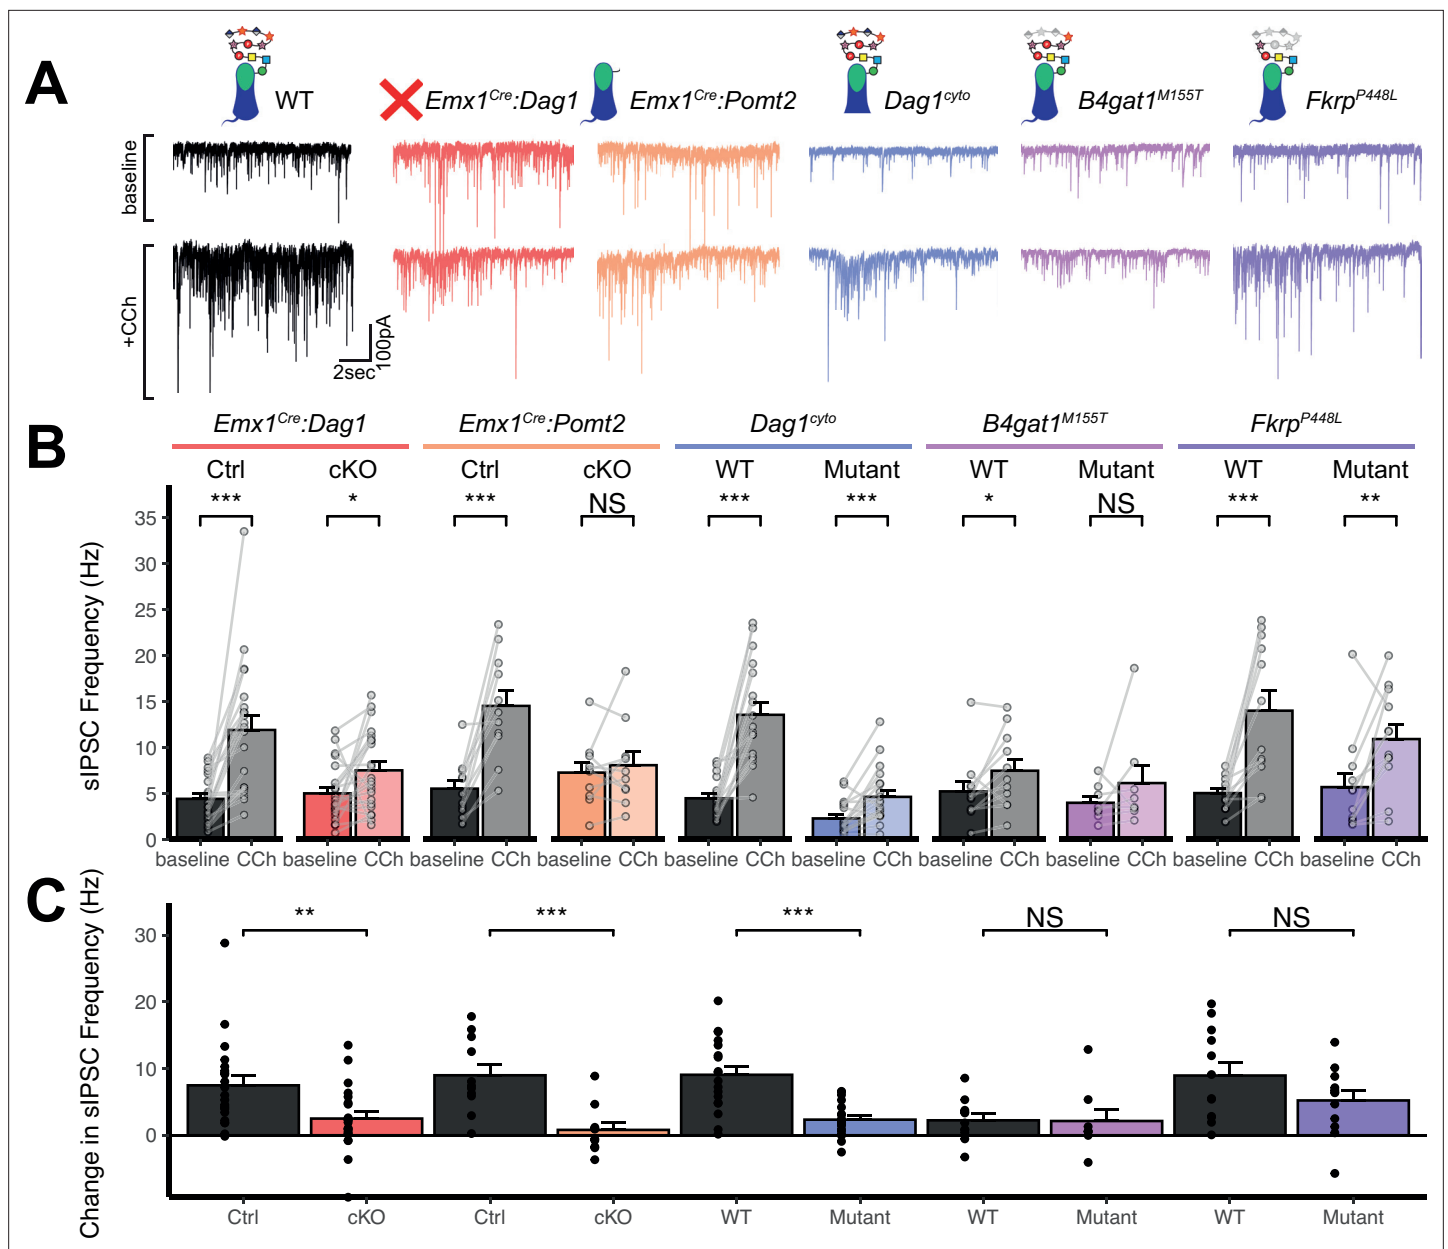 A
WT
Emx1Cre:Dag1
Emx1Cre:Pomt2
Dag1cyto
B4gat1M155T
FkrpP448L
baseline
+CCh
2sec
100pA
B
Emx1Cre:Dag1
Emx1Cre:Pomt2
Dag1cyto
B4gat1M155T
FkrpP448L
Ctrl cKO Ctrl cKO WT Mutant WT Mutant WT Mutant
*** * *** NS *** *** * NS *** **
sIPSC Frequency (Hz)
35
30
25
20
15
10
5
0
baseline CCh baseline CCh baseline CCh baseline CCh baseline CCh baseline CCh baseline CCh baseline CCh baseline CCh baseline CCh
C
Change in sIPSC Frequency (Hz)
** *** *** NS NS
30
20
10
0
Ctrl cKO Ctrl cKO WT Mutant WT Mutant WT Mutant